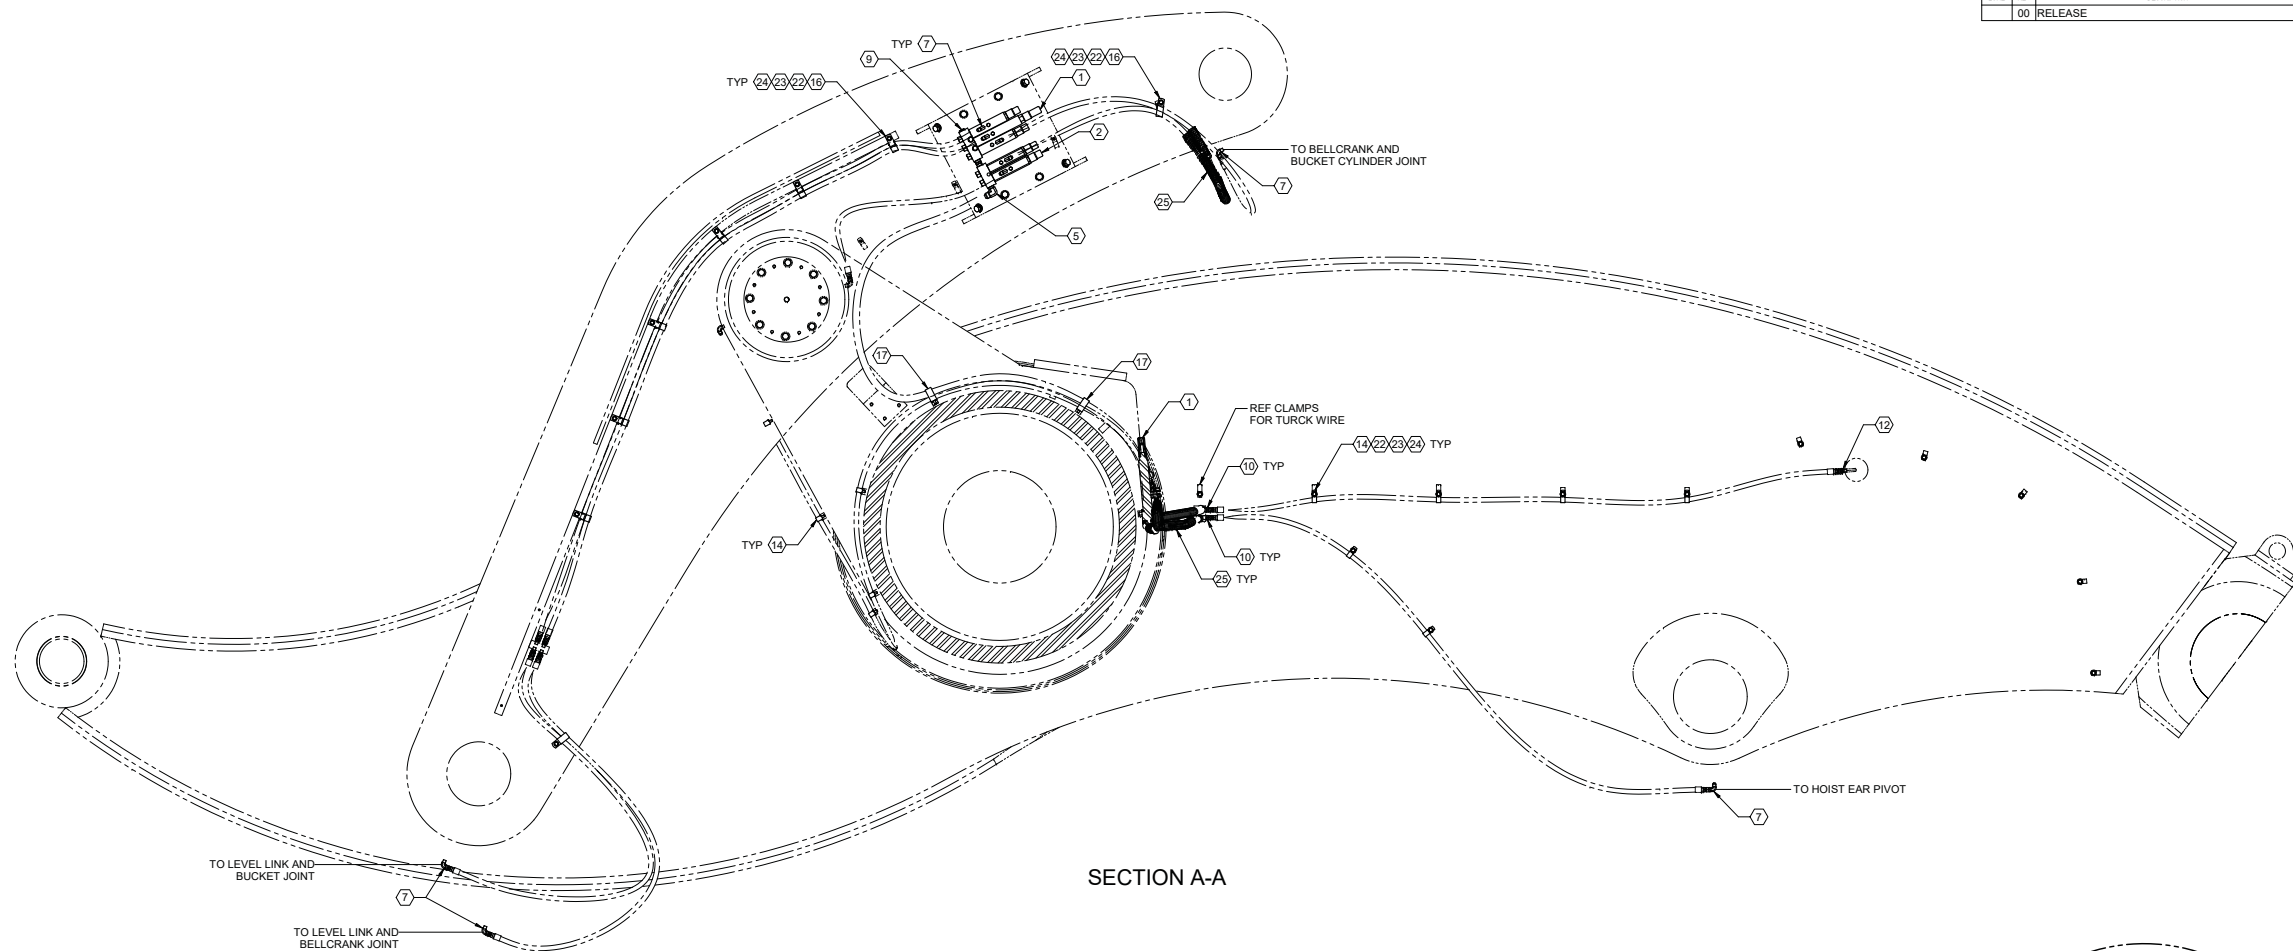 00 RELEASE
TYP 7
9
24 23 22 16
TYP 24 23 22 16
1
2
TO BELLCRANK AND
BUCKET CYLINDER JOINT
7
25
5
17
17
1
REF CLAMPS
FOR TURCK WIRE
14 22 23 24 TYP
12
10 TYP
TYP 14
10 TYP
25 TYP
TO HOIST EAR PIVOT
7
TO LEVEL LINK AND
BUCKET JOINT
SECTION A-A
7
TO LEVEL LINK AND
BELLCRANK JOINT